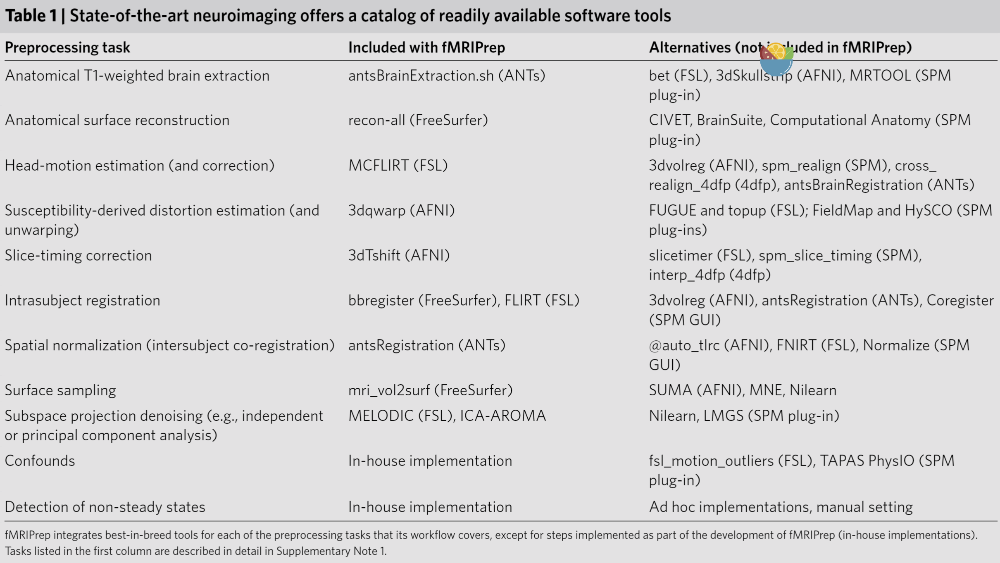 Table 1 | State-of-the-art neuroimaging offers a catalog of readily available software tools
Preprocessing task Included with fMRIPrep Alternatives (not included in fMRIPrep)
Anatomical T1-weighted brain extraction antsBrainExtraction.sh (ANTs) bet (FSL), 3dSkullstrip (AFNI), MRTOOL (SPM
plug-in)
Anatomical surface reconstruction recon-all (FreeSurfer) CIVET, BrainSuite, Computational Anatomy (SPM
plug-in)
Head-motion estimation (and correction) MCFLIRT (FSL) 3dvolreg (AFNI), spm_realign (SPM), cross_
realign_4dfp (4dfp), antsBrainRegistration (ANTs)
Susceptibility-derived distortion estimation (and 3dqwarp (AFNI) FUGUE and topup (FSL); FieldMap and HySCO (SPM
unwarping) plug-ins)
Slice-timing correction 3dTshift (AFNI) slicetimer (FSL), spm_slice_timing (SPM),
interp_4dfp (4dfp)
Intrasubject registration bbregister (FreeSurfer), FLIRT (FSL) 3dvolreg (AFNI), antsRegistration (ANTs), Coregister
(SPM GUI)
Spatial normalization (intersubject co-registration) antsRegistration (ANTs) @auto_tlrc (AFNI), FNIRT (FSL), Normalize (SPM
GUI)
Surface sampling mri_vol2surf (FreeSurfer) SUMA (AFNI), MNE, Nilearn
Subspace projection denoising (e.g., independent MELODIC (FSL), ICA-AROMA Nilearn, LMGS (SPM plug-in)
or principal component analysis)
Confounds In-house implementation fsl_motion_outliers (FSL), TAPAS PhysIO (SPM
plug-in)
Detection of non-steady states In-house implementation Ad hoc implementations, manual setting
fMRIPrep integrates best-in-breed tools for each of the preprocessing tasks that its workflow covers, except for steps implemented as part of the development of fMRIPrep (in-house implementations).
Tasks listed in the first column are described in detail in Supplementary Note 1.